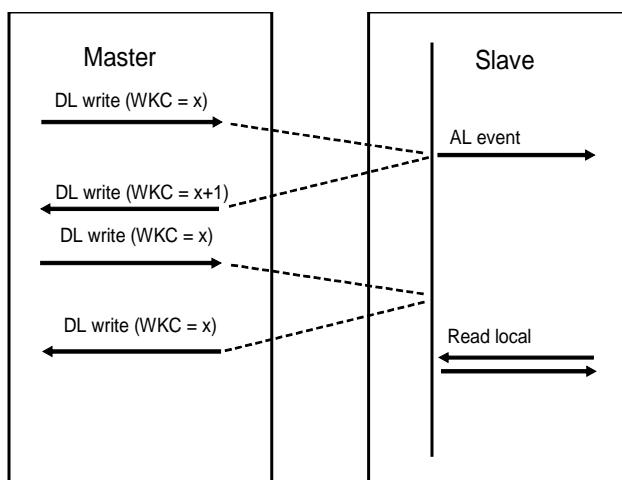 Master
Slave
DL write (WKC = x)
AL event
DL write (WKC = x+1)
DL write (WKC = x)
DL write (WKC = x)
Read local